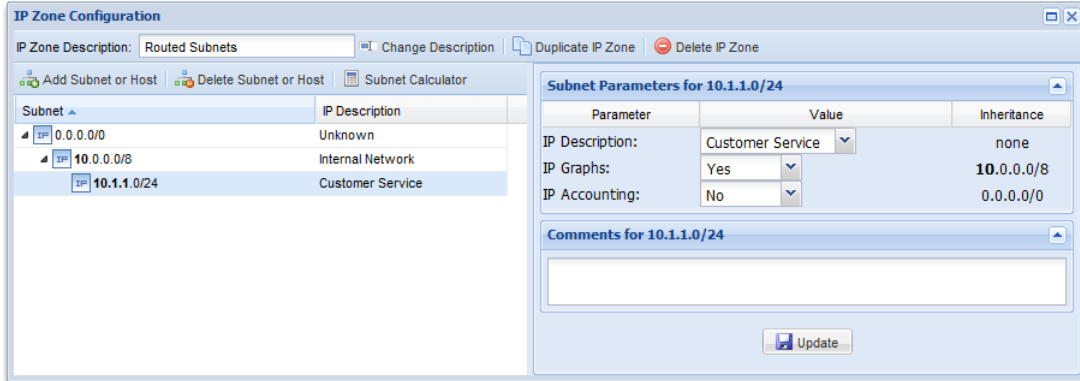 IP Zone Configuration
IP Zone Description: Routed Subnets Change Description Duplicate IP Zone Delete IP Zone
Add Subnet or Host Delete Subnet or Host Subnet Calculator
Subnet IP Description
IP 0.0.0.0/0 Unknown
IP 10.0.0.0/8 Internal Network
IP 10.1.1.0/24 Customer Service
Subnet Parameters for 10.1.1.0/24
Parameter Value Inheritance
IP Description: Customer Service none
IP Graphs: Yes 10.0.0.0/8
IP Accounting: No 0.0.0.0/0
Comments for 10.1.1.0/24
Update